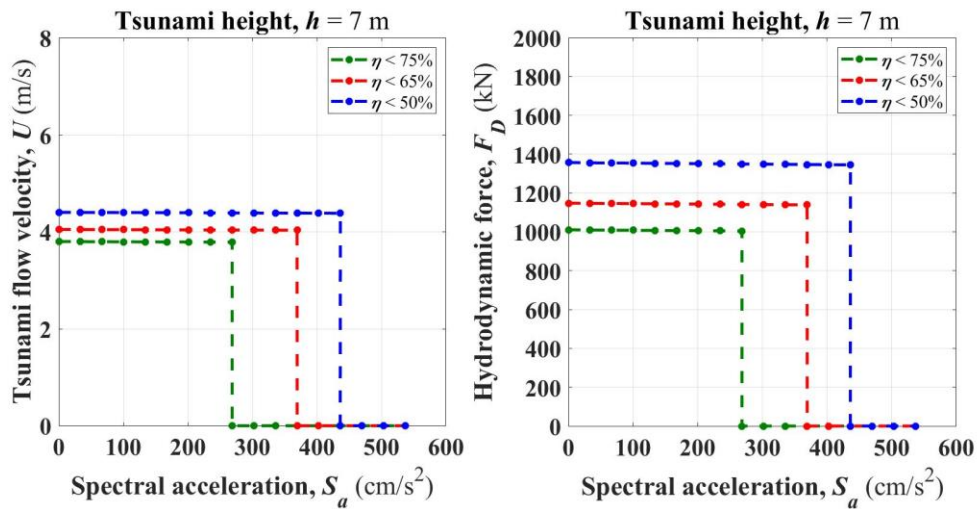 Tsunami height, h = 7 m
Tsunami flow velocity, U (m/s)
8
6
4
2
0
η < 75%
η < 65%
η < 50%
0 100 200 300 400 500 600
Spectral acceleration, Sₐ (cm/s²)
Tsunami height, h = 7 m
Hydrodynamic force, F_D (kN)
2000
1800
1600
1400
1200
1000
800
600
400
200
0
η < 75%
η < 65%
η < 50%
0 100 200 300 400 500 600
Spectral acceleration, Sₐ (cm/s²)